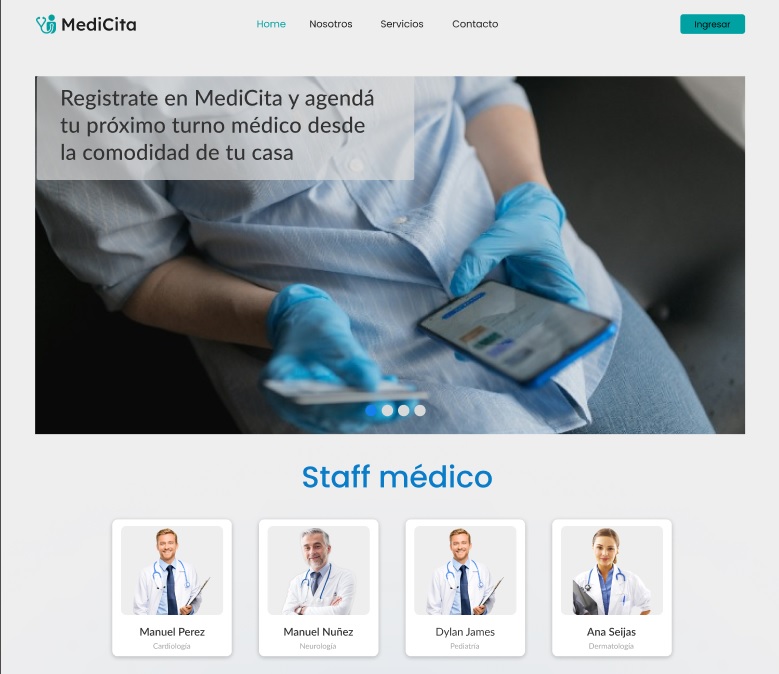 MediCita
Home Nosotros Servicios Contacto
Ingresar
Registrate en MediCita y agendá
tu próximo turno médico desde
la comodidad de tu casa
Staff médico
Manuel Perez
Cardiología
Manuel Nuñez
Neurología
Dylan James
Pediatría
Ana Seijas
Dermatología